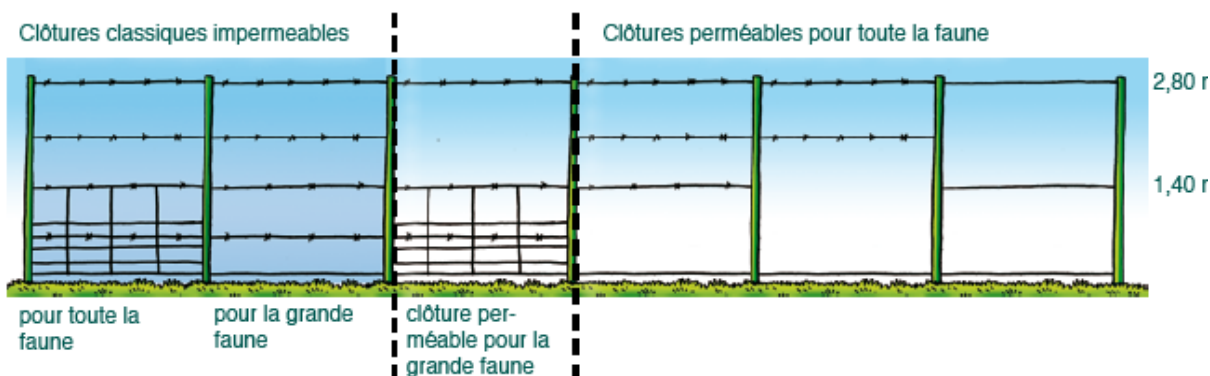 Clôtures classiques impermeables
Clôtures perméables pour toute la faune
2,80 r
1,40 r
pour toute la
faune
pour la grande
faune
clôture per-
méable pour la
grande faune